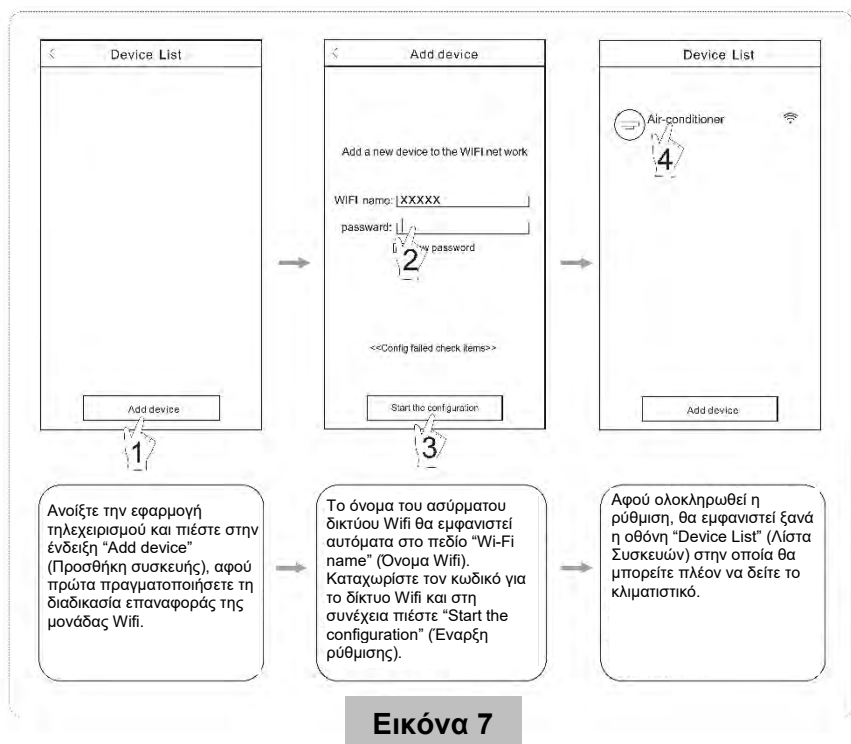 Device List
Add device
1
Add device
Add a new device to the WIFI net work
WIFI name: XXXXX
passward:
password
2
<<Config failed check items>>
Start the configuration
3
Device List
Air-conditioner
4
Add device
Ανοίξτε την εφαρμογή
τηλεχειρισμού και πιέστε στην
ένδειξη “Add device”
(Προσθήκη συσκευής), αφού
πρώτα πραγματοποιήσετε τη
διαδικασία επαναφοράς της
μονάδας Wifi.
Το όνομα του ασύρματου
δικτύου Wifi θα εμφανιστεί
αυτόματα στο πεδίο “Wi-Fi
name” (Όνομα Wifi).
Καταχωρίστε τον κωδικό για
το δίκτυο Wifi και στη
συνέχεια πιέστε “Start the
configuration” (Έναρξη
ρύθμισης).
Αφού ολοκληρωθεί η
ρύθμιση, θα εμφανιστεί ξανά
η οθόνη “Device List” (Λίστα
Συσκευών) στην οποία θα
μπορείτε πλέον να δείτε το
κλιματιστικό.
Εικόνα 7